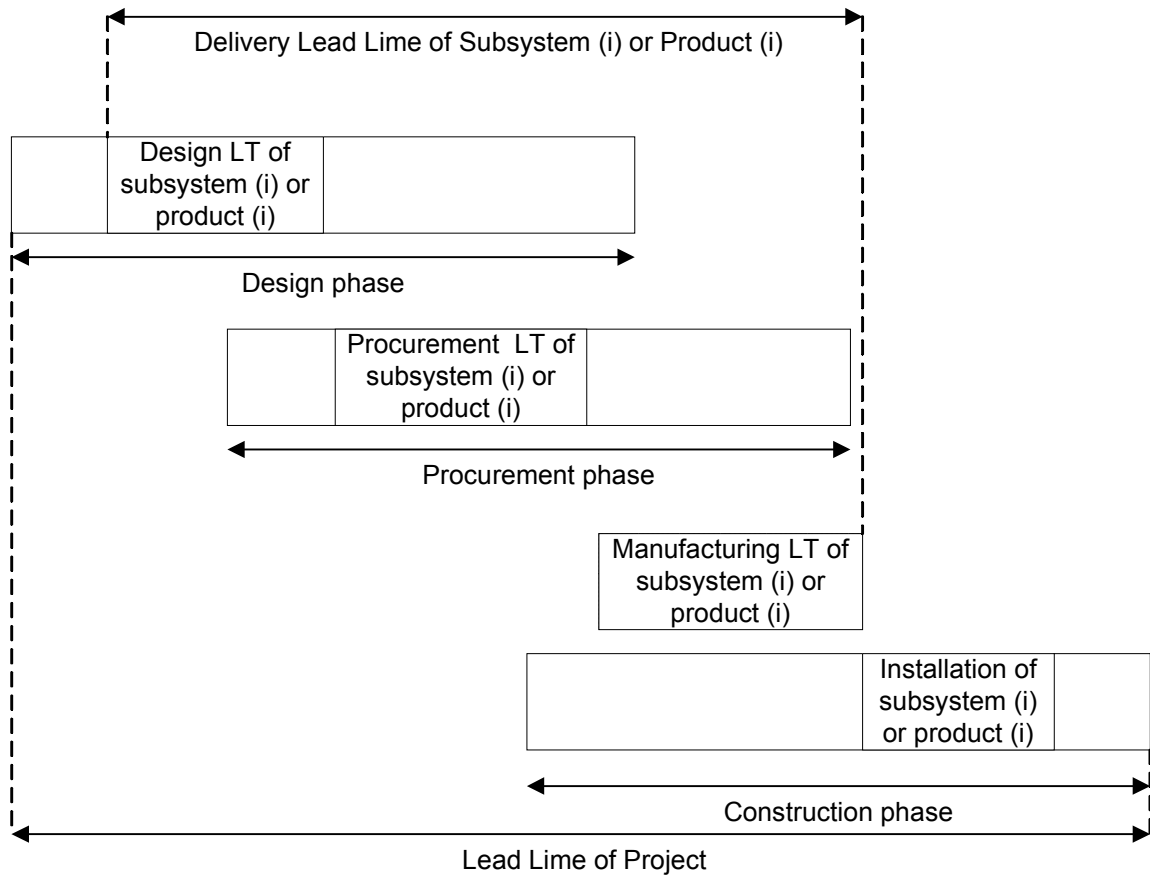 Delivery Lead Lime of Subsystem (i) or Product (i)
Design LT of
subsystem (i) or
product (i)
Design phase
Procurement LT of
subsystem (i) or
product (i)
Procurement phase
Manufacturing LT of
subsystem (i) or
product (i)
Installation of
subsystem (i)
or product (i)
Construction phase
Lead Lime of Project